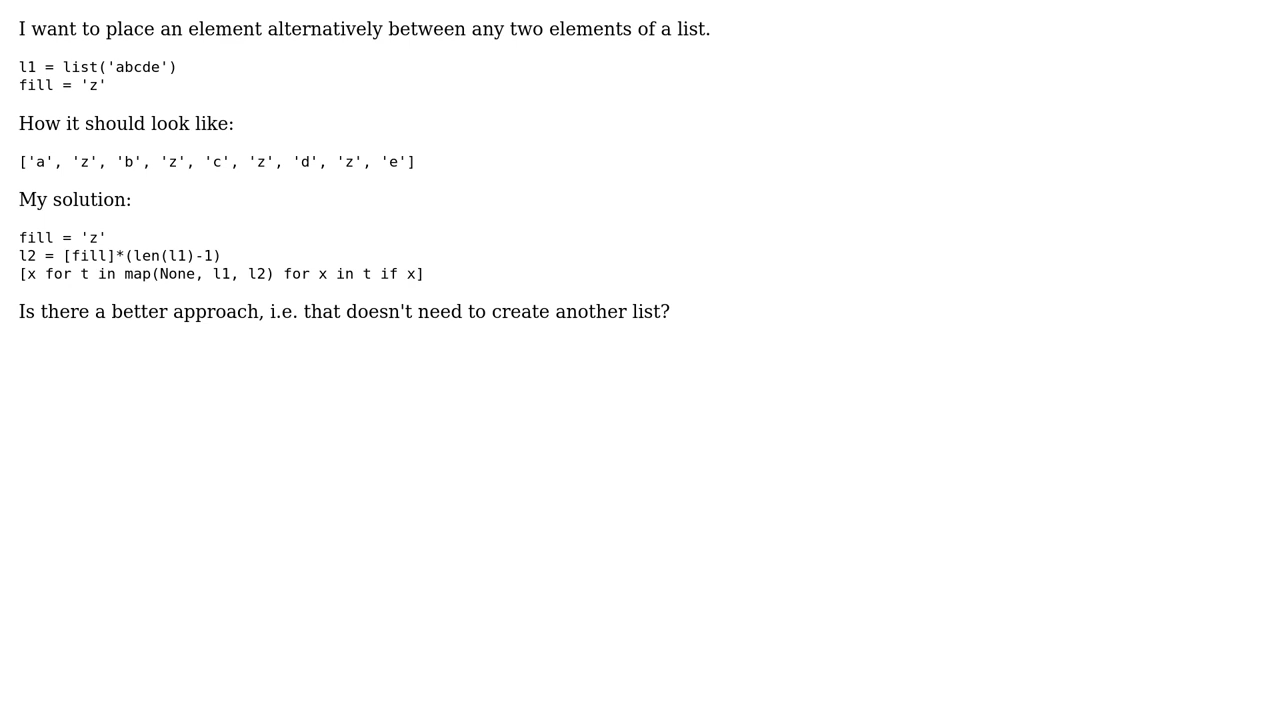 I want to place an element alternatively between any two elements of a list.
l1 = list('abcde')
fill = 'z'
How it should look like:
['a', 'z', 'b', 'z', 'c', 'z', 'd', 'z', 'e']
My solution:
fill = 'z'
l2 = [fill]*(len(l1)-1)
[x for t in map(None, l1, l2) for x in t if x]
Is there a better approach, i.e. that doesn't need to create another list?